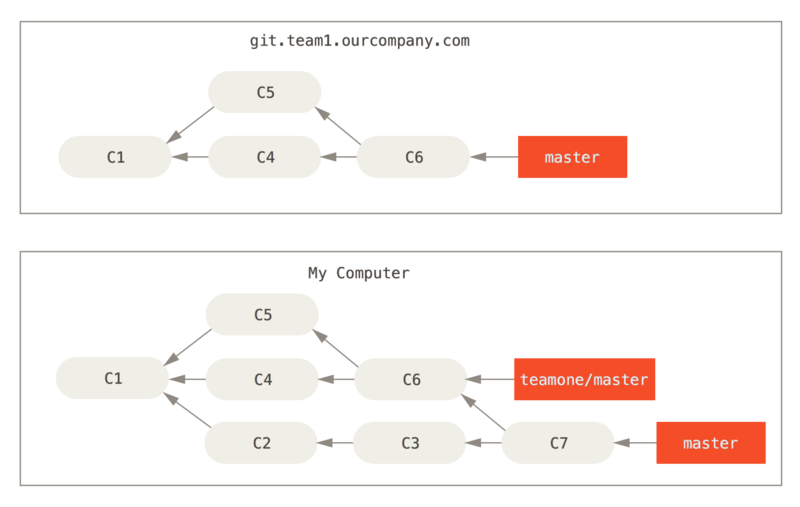 git.team1.ourcompany.com
C5
C1
C4
C6
master
My Computer
C5
C1
C4
C6
teamone/master
C2
C3
C7
master